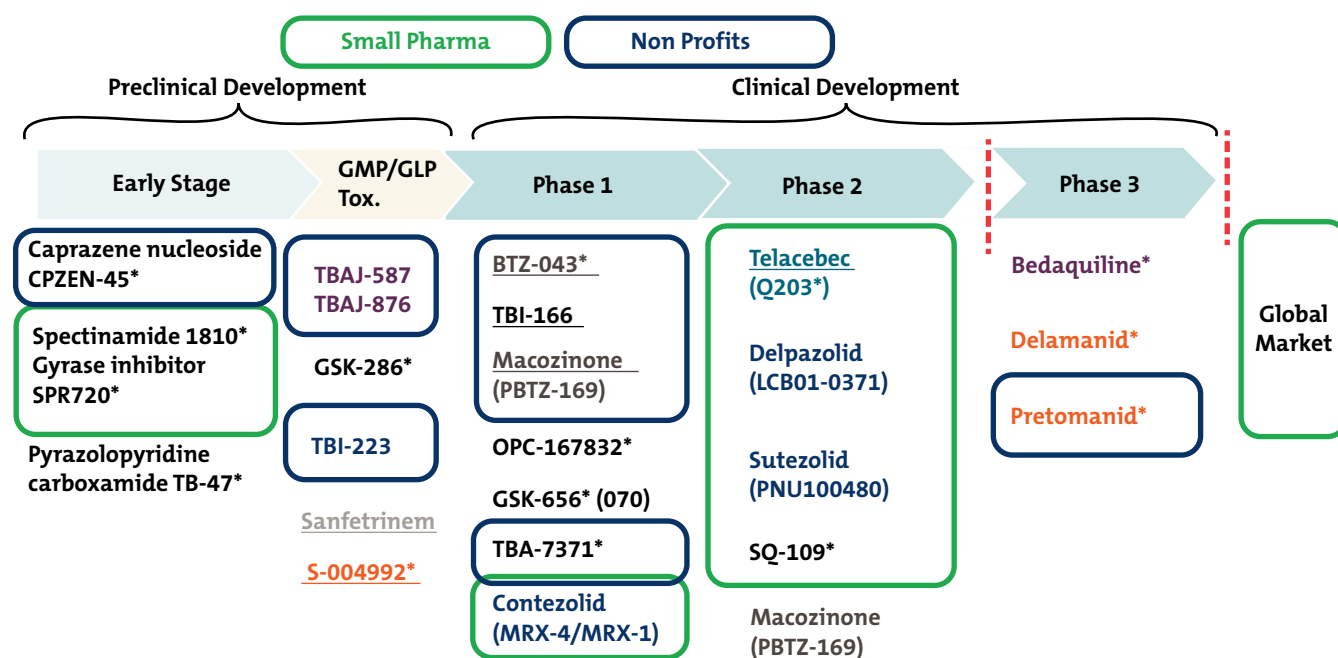 Small Pharma
Non Profits
Preclinical Development
Clinical Development
Early Stage
GMP/GLP
Tox.
Phase 1
Phase 2
Phase 3
Caprazene nucleoside
CPZEN-45*
Spectinamide 1810*
Gyrase inhibitor
SPR720*
Pyrazolopyridine
carboxamide TB-47*
TBAJ-587
TBAJ-876
GSK-286*
TBI-223
Sanfetrinem
S-004992*
BTZ-043*
TBI-166
Macozinone
(PBTZ-169)
OPC-167832*
GSK-656* (070)
TBA-7371*
Contezolid
(MRX-4/MRX-1)
Telacebec
(Q203*)
Delpazolid
(LCB01-0371)
Sutezolid
(PNU100480)
SQ-109*
Macozinone
(PBTZ-169)
Bedaquiline*
Delamanid*
Pretomanid*
Global
Market